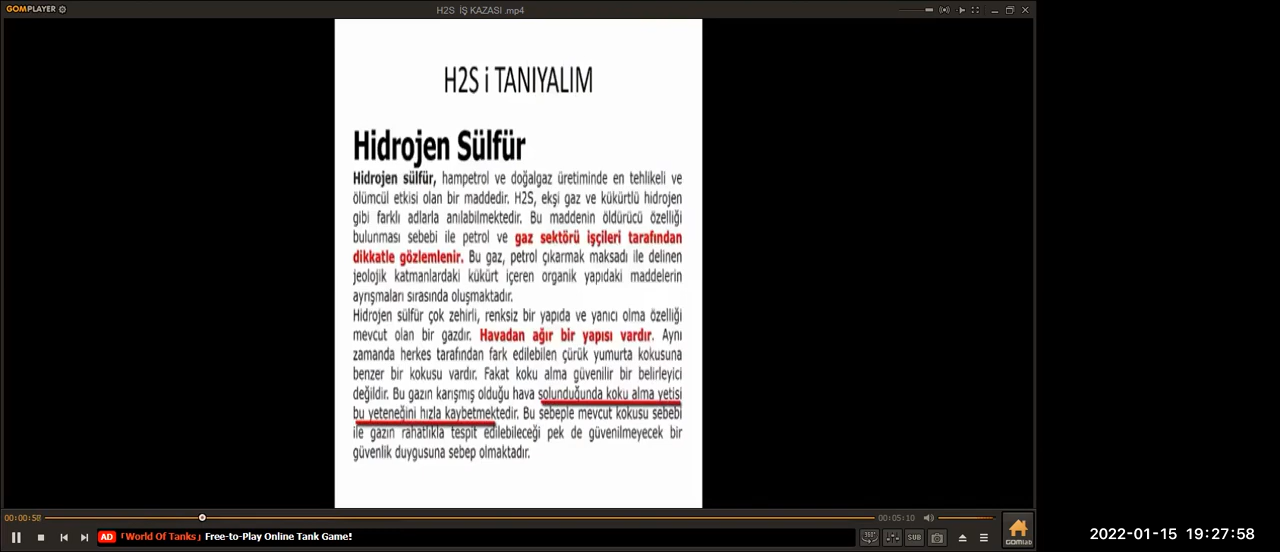 GOMPLAYER
H2S İŞ KAZASI .mp4
H2S i TANIYALIM
Hidrojen Sülfür
Hidrojen sülfür, hampetrol ve doğalgaz üretiminde en tehlikeli ve
ölümcül etkisi olan bir maddedir. H2S, ekşi gaz ve kükürtlü hidrojen
gibi farklı adlarla anılabilmektedir. Bu maddenin öldürücü özelliği
bulunması sebebi ile petrol ve gaz sektörü işçileri tarafından
dikkatle gözlemlenir. Bu gaz, petrol çıkarmak maksadı ile delinen
jeolojik katmanlardaki kükürt içeren organik yapıdaki maddelerin
ayrışmaları sırasında oluşmaktadır.
Hidrojen sülfür çok zehirli, renksiz bir yapıda ve yanıcı olma özelliği
mevcut olan bir gazdır. Havadan ağır bir yapısı vardır. Aynı
zamanda herkes tarafından fark edilebilen çürük yumurta kokusuna
benzer bir kokusu vardır. Fakat koku alma güvenilir bir belirleyici
değildir. Bu gazın karışmış olduğu hava solunduğunda koku alma yetisi
bu yeteneğini hızla kaybetmektedir. Bu sebeple mevcut kokusu sebebi
ile gazın rahatlıkla tespit edilebileceği pek de güvenilmeyecek bir
güvenlik duygusuna sebep olmaktadır.
00:00:58
00:05:10
AD 「World Of Tanks」 Free-to-Play Online Tank Game!
360°
SUB
GOMlab
2022-01-15 19:27:58